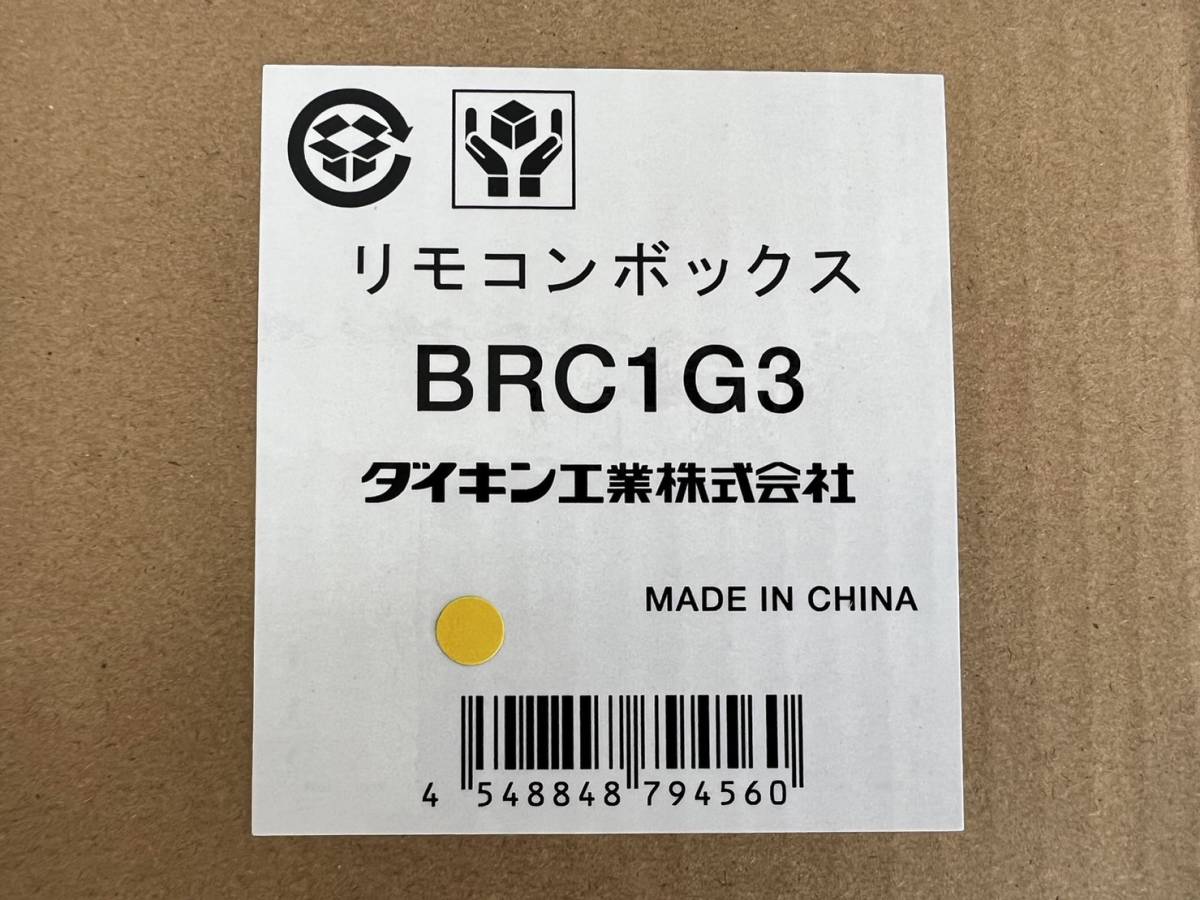 リモコンボックス
BRC1G3
ダイキン工業株式会社
MADE IN CHINA
4 548848 794560